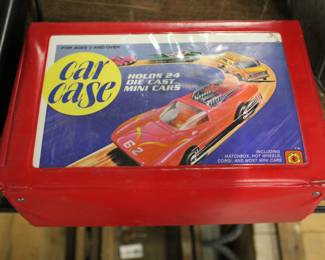 FOR AGES 5 AND OVER
car
case
HOLDS 24
DIE CAST
MINI CARS
62
INCLUDING
MATCHBOX, HOT WHEELS,
CORGI, AND MOST MINI CARS